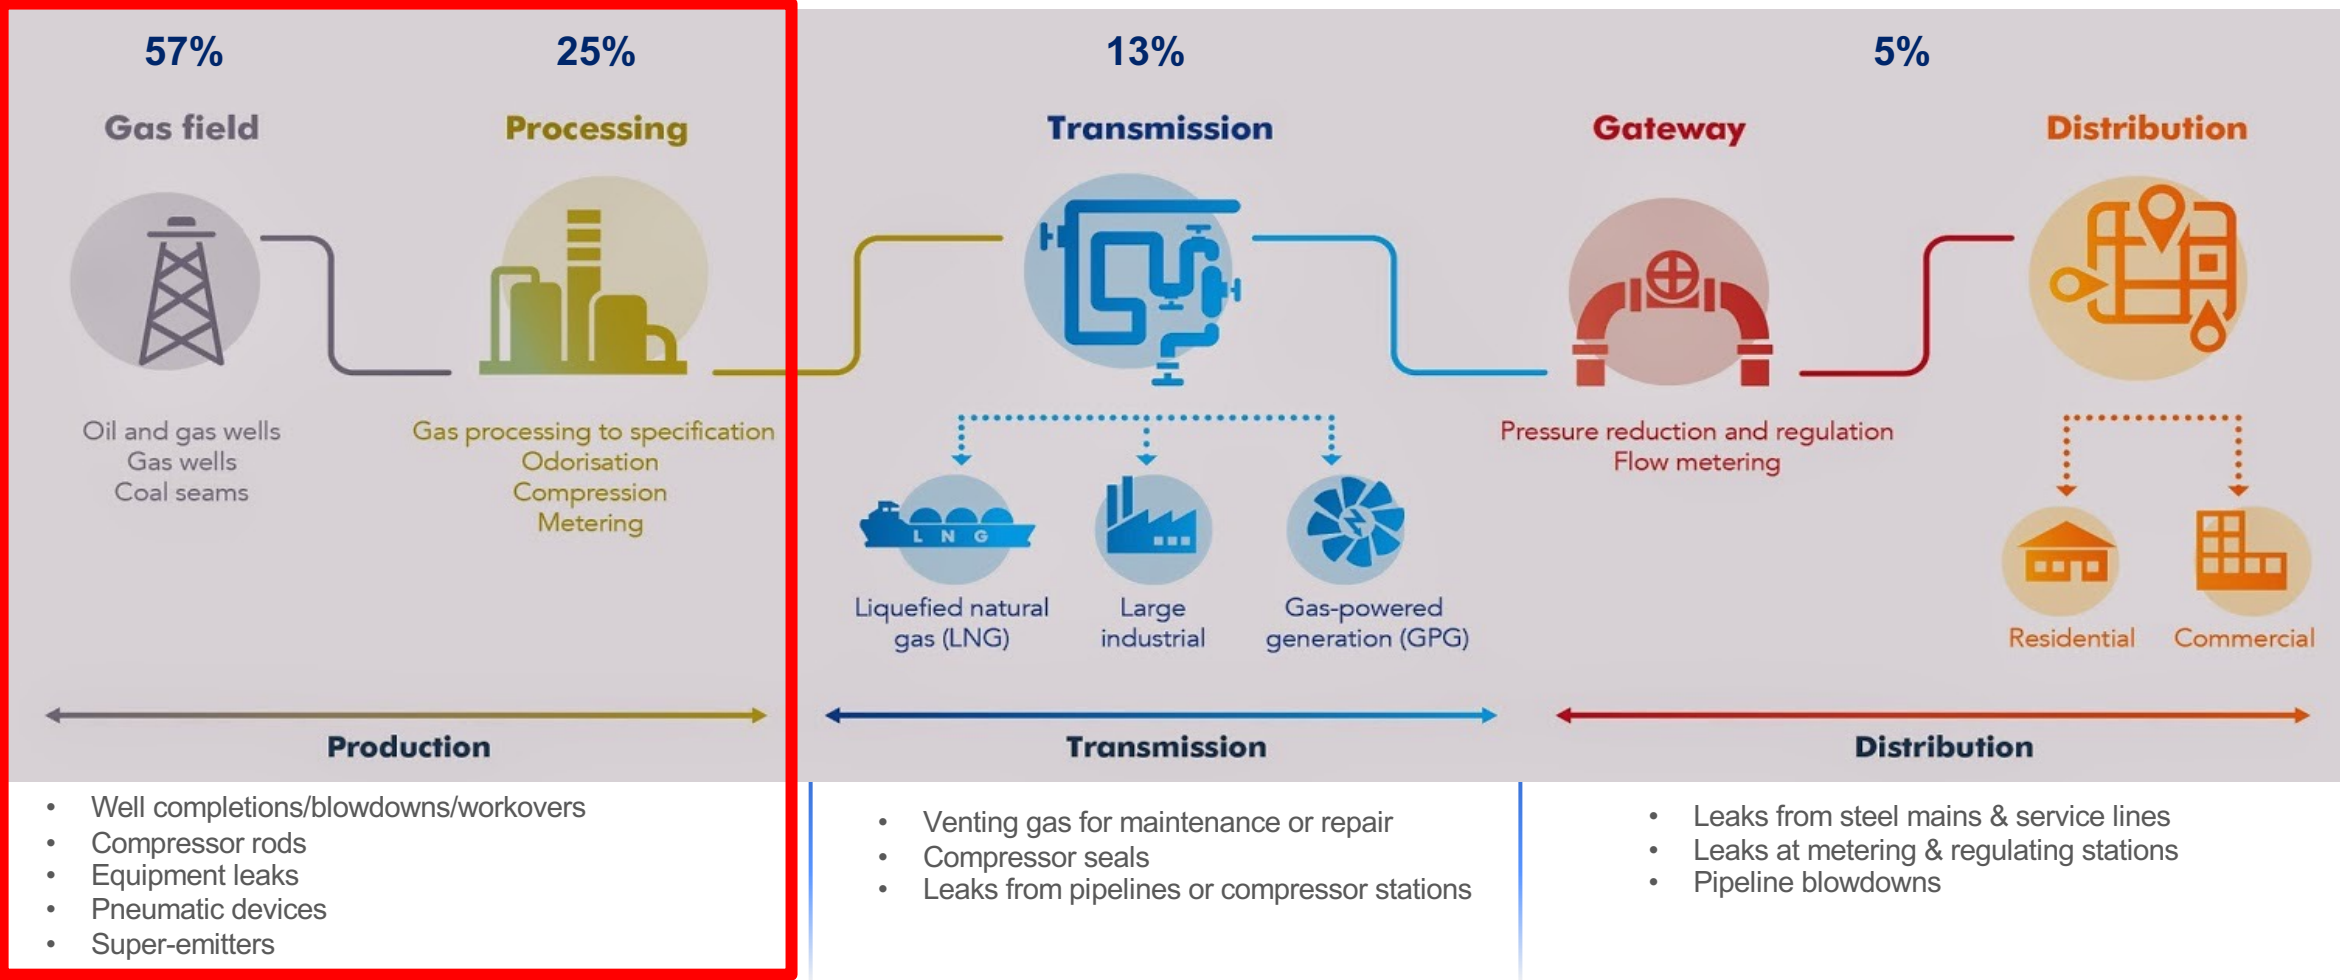 57%
25%
13%
5%
Gas field
Processing
Transmission
Gateway
Distribution
Oil and gas wells
Gas wells
Coal seams
Gas processing to specification
Odorisation
Compression
Metering
Pressure reduction and regulation
Flow metering
L N G
Liquefied natural
gas (LNG)
Large
industrial
Gas-powered
generation (GPG)
Residential
Commercial
Production
Transmission
Distribution
• Well completions/blowdowns/workovers
• Compressor rods
• Equipment leaks
• Pneumatic devices
• Super-emitters
• Venting gas for maintenance or repair
• Compressor seals
• Leaks from pipelines or compressor stations
• Leaks from steel mains & service lines
• Leaks at metering & regulating stations
• Pipeline blowdowns